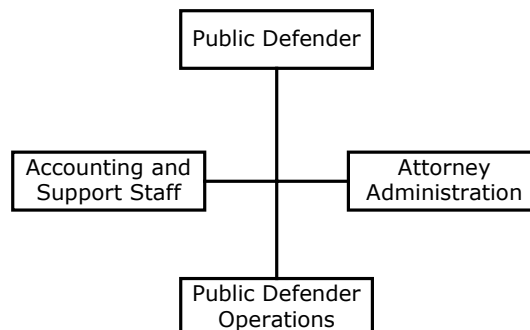 Public Defender
Accounting and
Support Staff
Attorney
Administration
Public Defender
Operations